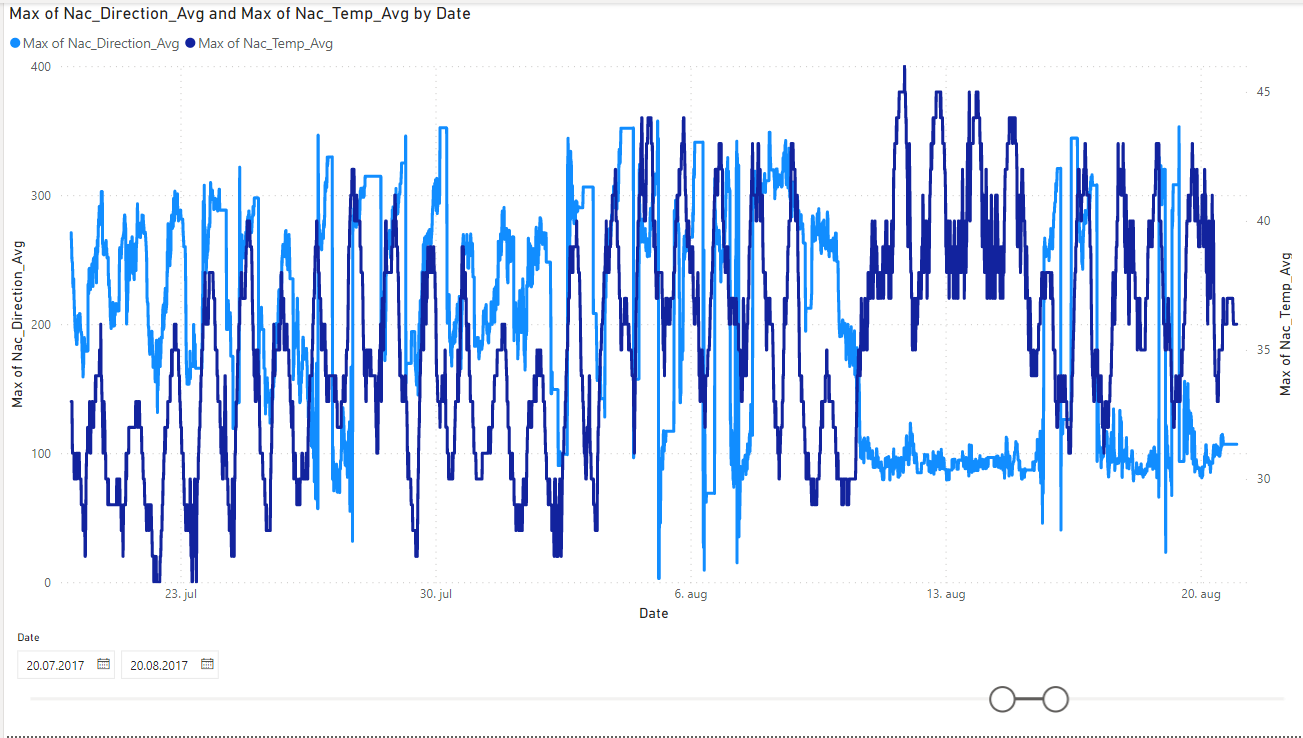 Max of Nac_Direction_Avg and Max of Nac_Temp_Avg by Date
Max of Nac_Direction_Avg Max of Nac_Temp_Avg
400
300
200
100
0
Max of Nac_Direction_Avg
45
40
35
30
Max of Nac_Temp_Avg
23. jul 30. jul 6. aug 13. aug 20. aug
Date
Date
20.07.2017 20.08.2017